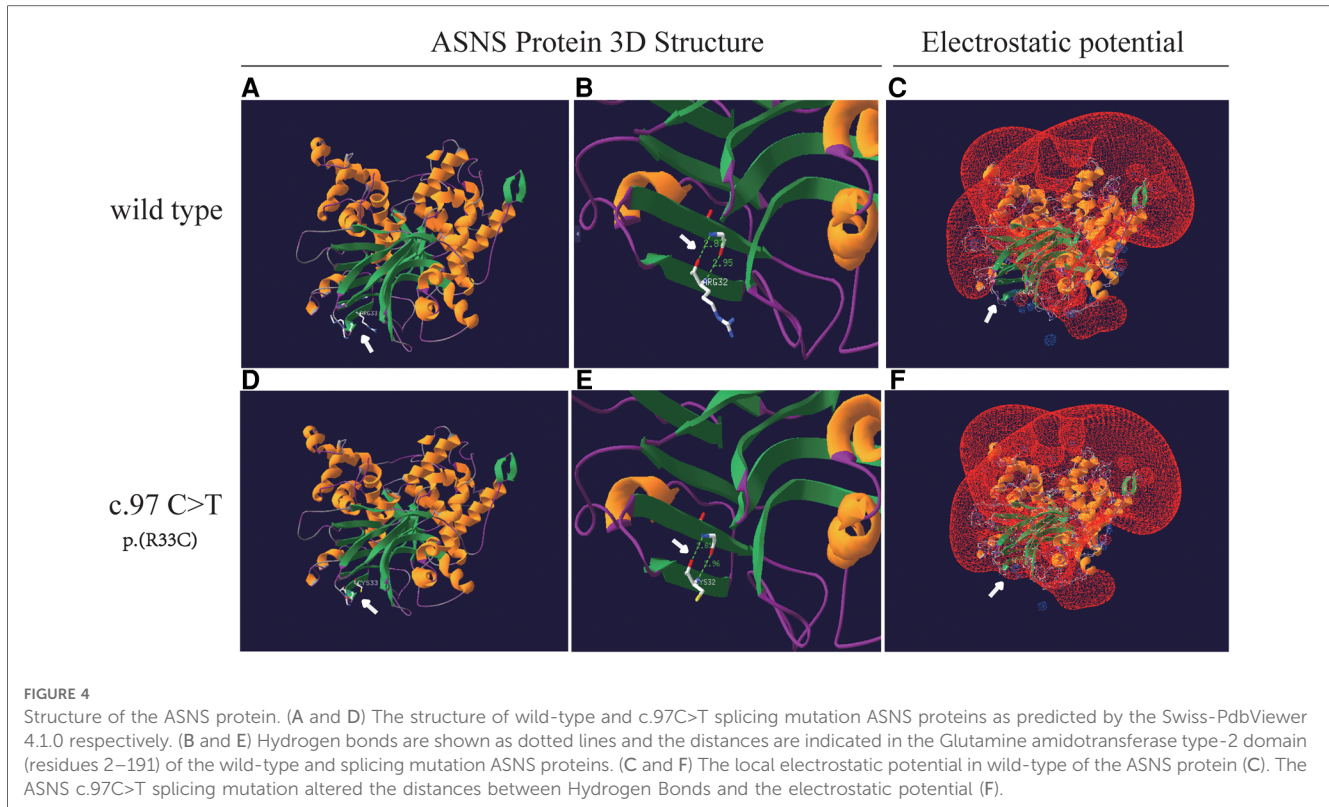 ASNS Protein 3D Structure
Electrostatic potential
A
B
C
wild type
ARG33
2.95
ARG32
D
E
F
c.97 C>T
p.(R33C)
CYS33
2.96
CYS32
FIGURE 4
Structure of the ASNS protein. (A and D) The structure of wild-type and c.97C>T splicing mutation ASNS proteins as predicted by the Swiss-PdbViewer
4.1.0 respectively. (B and E) Hydrogen bonds are shown as dotted lines and the distances are indicated in the Glutamine amidotransferase type-2 domain
(residues 2–191) of the wild-type and splicing mutation ASNS proteins. (C and F) The local electrostatic potential in wild-type of the ASNS protein (C). The
ASNS c.97C>T splicing mutation altered the distances between Hydrogen Bonds and the electrostatic potential (F).